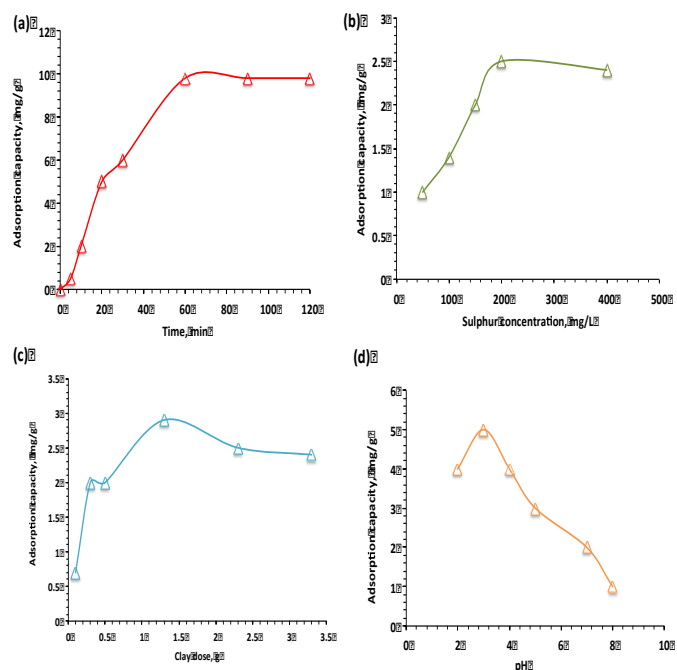 (a)
Adsorption capacity, mg/g
12
10
8
6
4
2
0
0 20 40 60 80 100 120
Time, min
(b)
Adsorption capacity, mg/g
3
2.5
2
1.5
1
0.5
0
0 100 200 300 400 500
Sulphur concentration, mg/L
(c)
Adsorption capacity, mg/g
3.5
3
2.5
2
1.5
1
0.5
0
0 0.5 1 1.5 2 2.5 3 3.5
Clay dose, g
(d)
Adsorption capacity, mg/g
6
5
4
3
2
1
0
0 2 4 6 8 10
pH